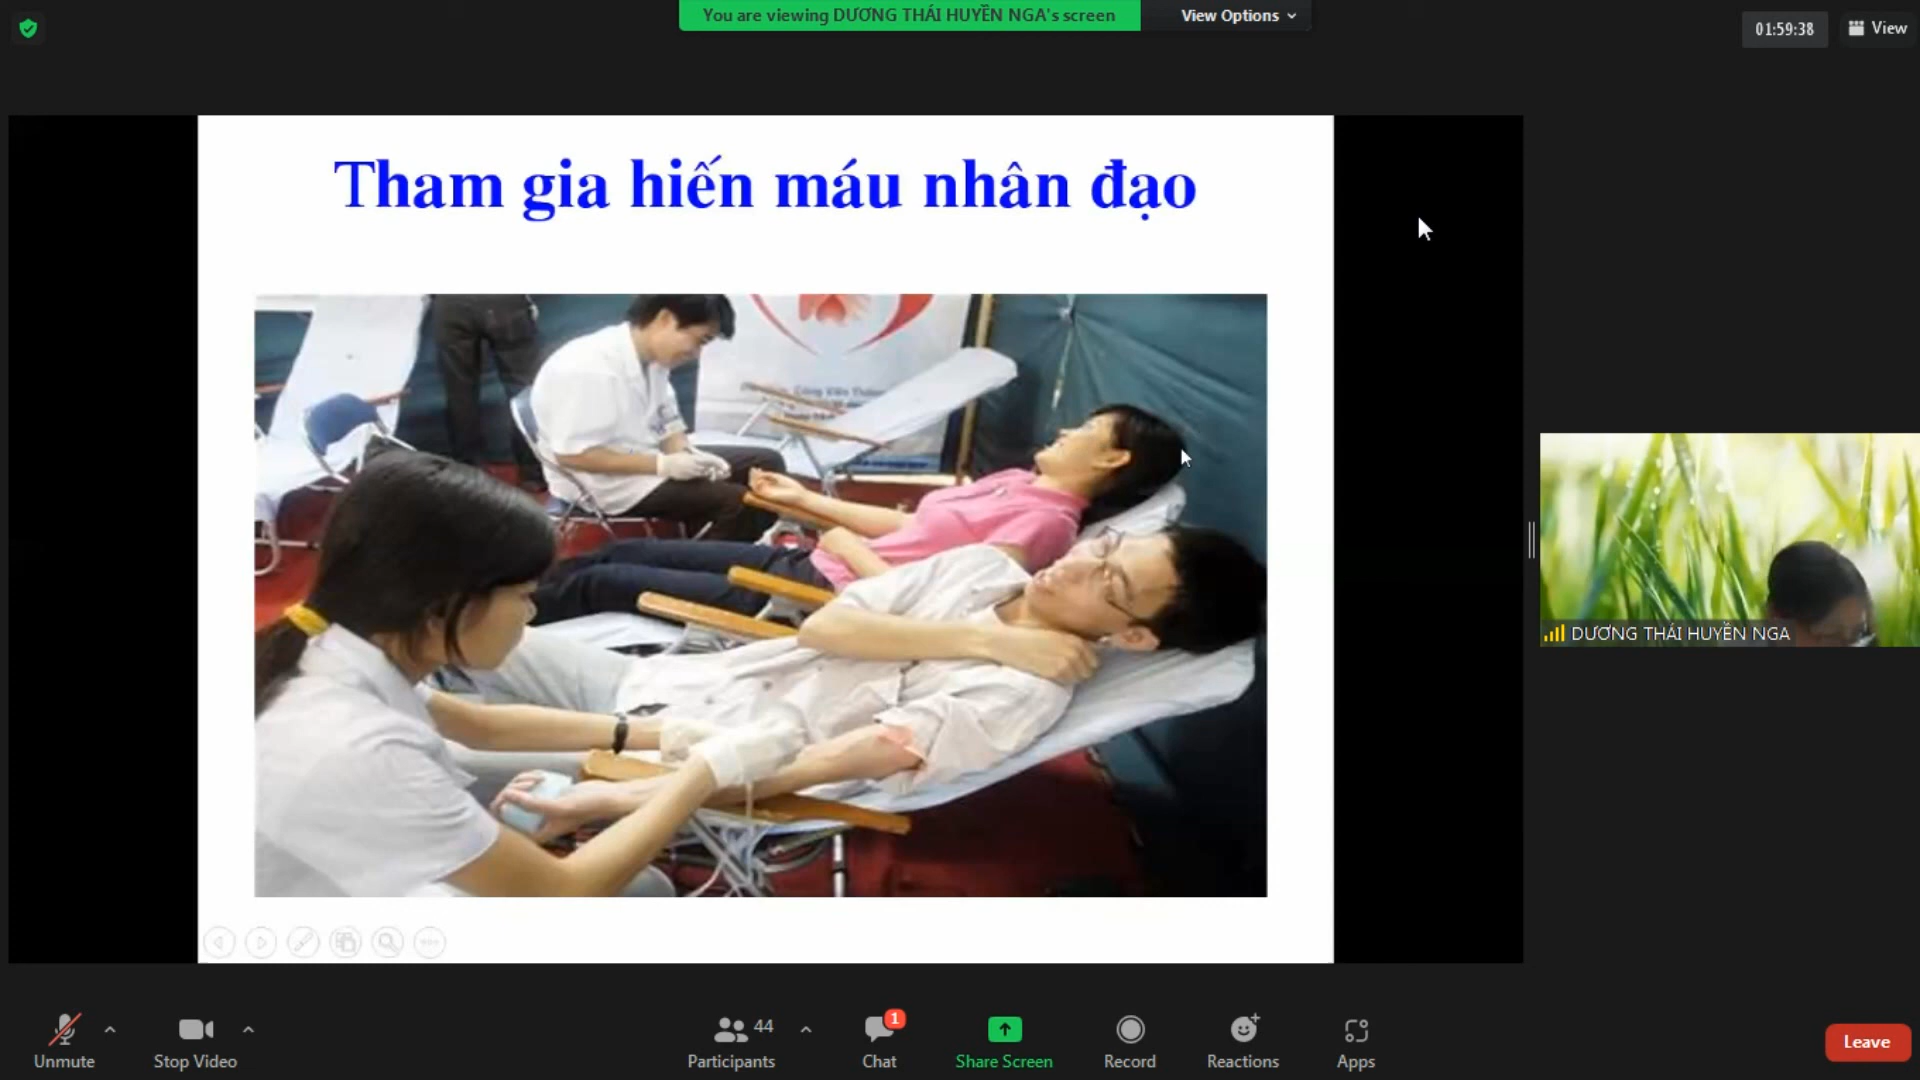 You are viewing DƯƠNG THÁI HUYỀN NGA's screen
View Options
01:59:38
View
Tham gia hiến máu nhân đạo
DƯƠNG THÁI HUYỀN NGA
Unmute
Stop Video
44
Participants
1
Chat
Share Screen
Record
Reactions
Apps
Leave